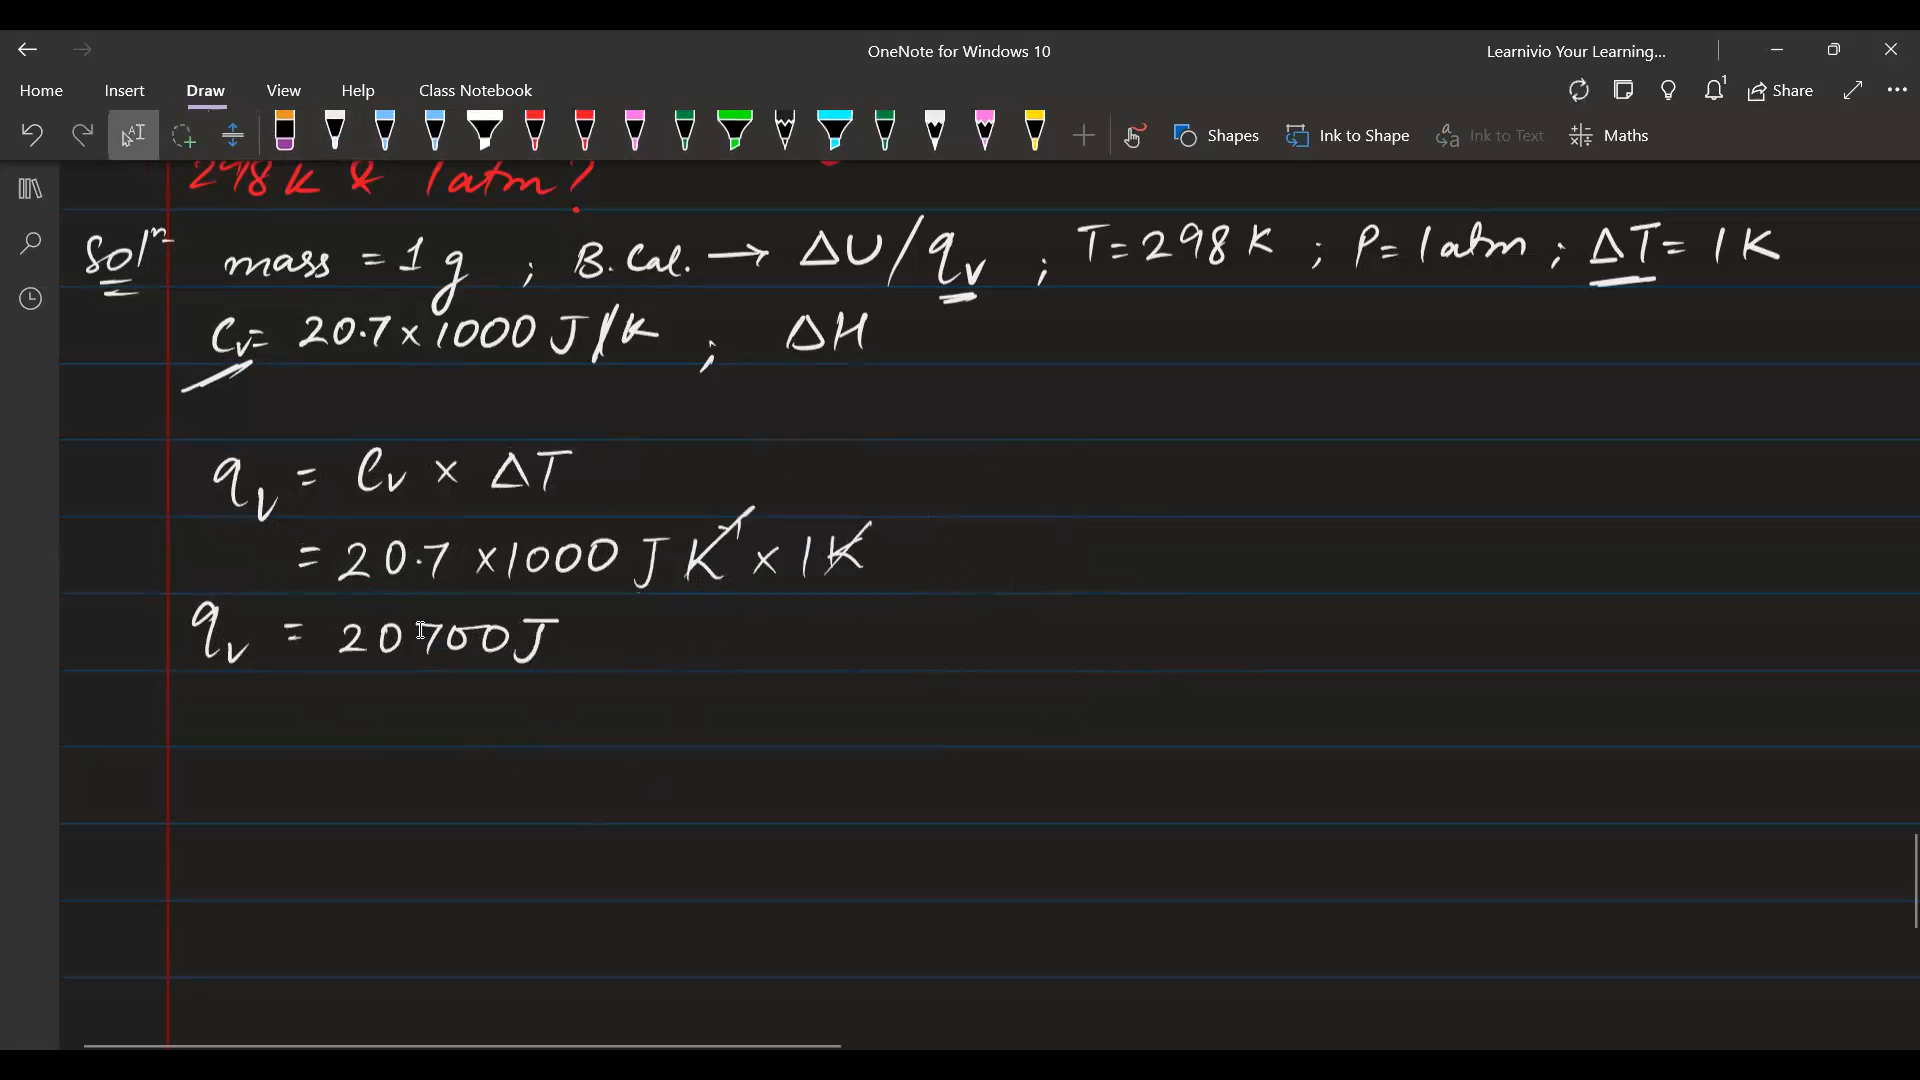 OneNote for Windows 10
Learnivio Your Learning...
Home Insert Draw View Help Class Notebook
1 Share
Shapes Ink to Shape Ink to Text Maths
298 K & 1 atm?
Solⁿ mass = 1 g ; B. Cal. → ΔU/qᵥ ; T = 298 K ; P = 1 atm ; ΔT = 1 K
Cᵥ = 20.7 × 1000 J/K ; ΔH
qᵥ = Cᵥ × ΔT
= 20.7 × 1000 J K⁻¹ × 1 K
qᵥ = 20700 J